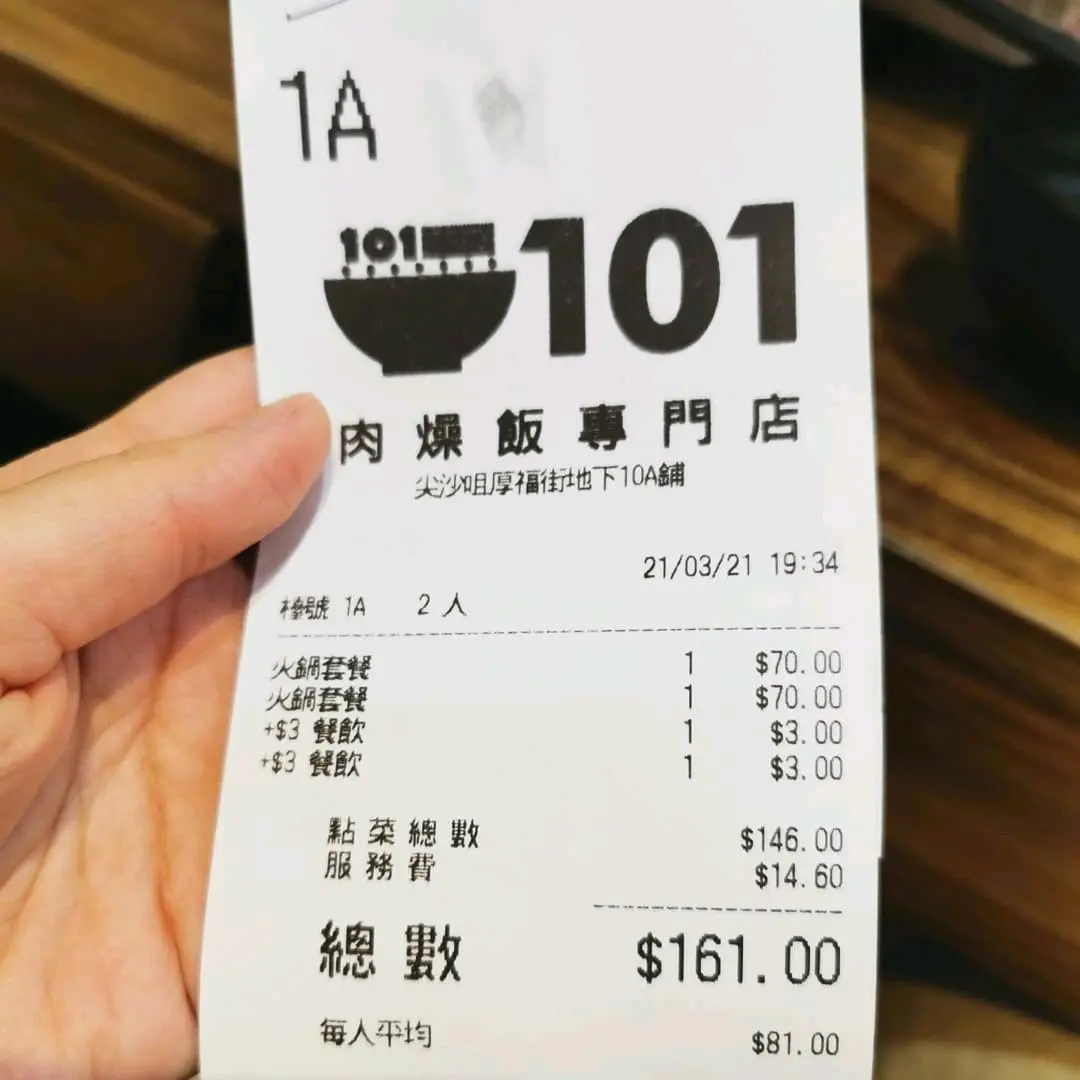 1A
101
101
肉燥飯專門店
尖沙咀厚福街地下10A鋪
21/03/21 19:34
檯號 1A 2 人
火鍋套餐 1 $70.00
火鍋套餐 1 $70.00
+$3 餐飲 1 $3.00
+$3 餐飲 1 $3.00
點菜總數 $146.00
服務費 $14.60
總數 $161.00
每人平均 $81.00